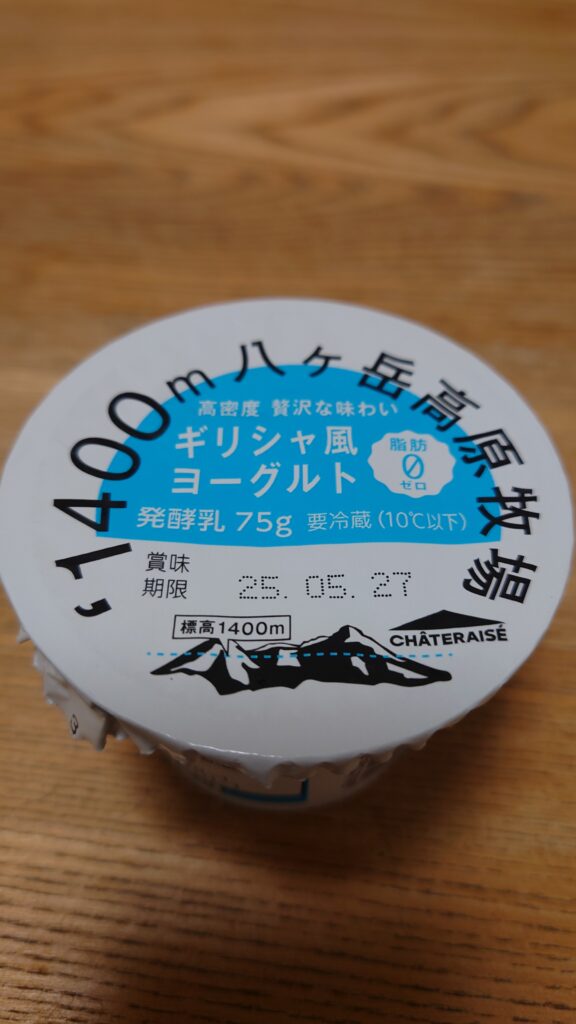 ,1400m八ヶ岳高原牧場
高密度 贅沢な味わい
ギリシャ風
ヨーグルト
脂肪
0
ゼロ
発酵乳 75g 要冷蔵(10℃以下)
賞味
期限
25. 05. 27
標高1400m
CHÂTERAISÉ
3